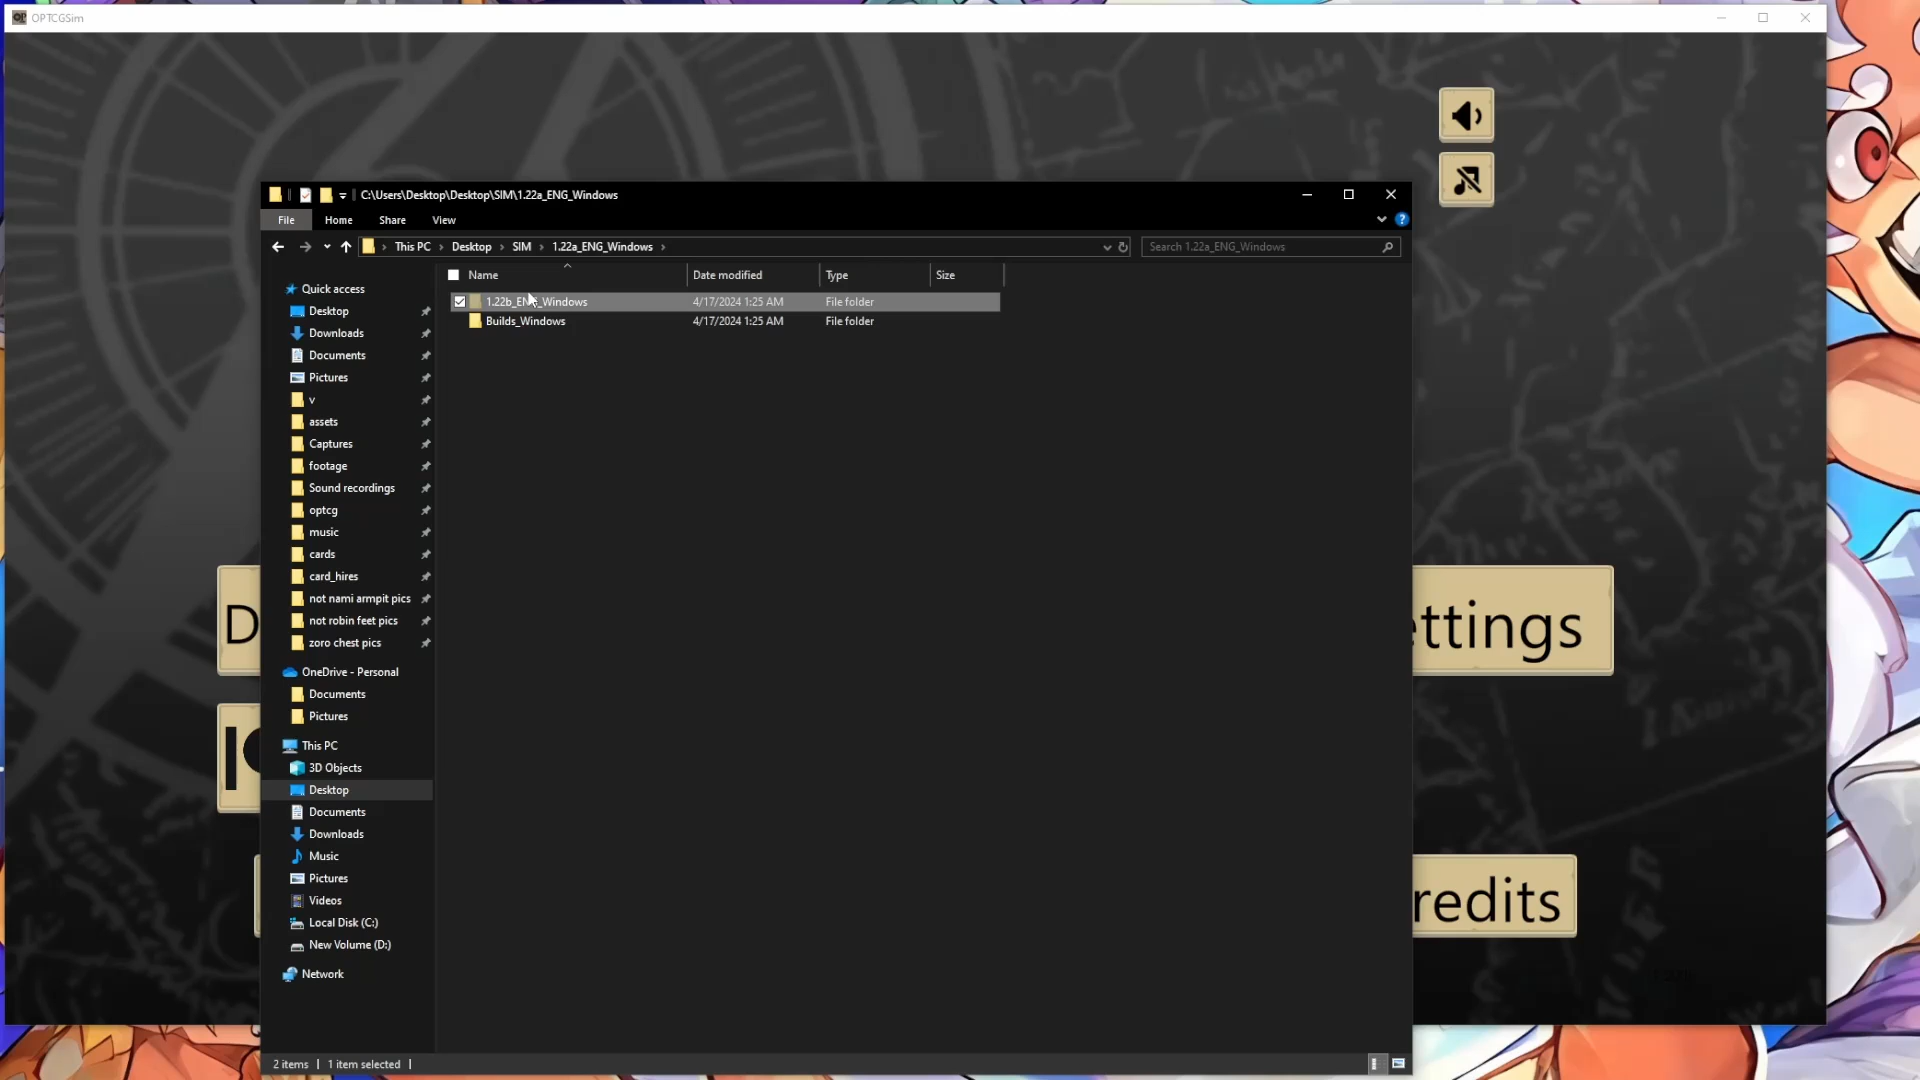 OPTCGSim
C:\Users\Desktop\Desktop\SIM\1.22a_ENG_Windows
File Home Share View
This PC Desktop SIM 1.22a_ENG_Windows
Search 1.22a_ENG_Windows
Name Date modified Type Size
1.22b_ENG_Windows 4/17/2024 1:25 AM File folder
Builds_Windows 4/17/2024 1:25 AM File folder
Quick access
Desktop
Downloads
Documents
Pictures
v
assets
Captures
footage
Sound recordings
optcg
music
cards
card_hires
not nami armpit pics
not robin feet pics
zoro chest pics
OneDrive - Personal
Documents
Pictures
This PC
3D Objects
Desktop
Documents
Downloads
Music
Pictures
Videos
Local Disk (C:)
New Volume (D:)
Network
2 items 1 item selected
D
ettings
redits